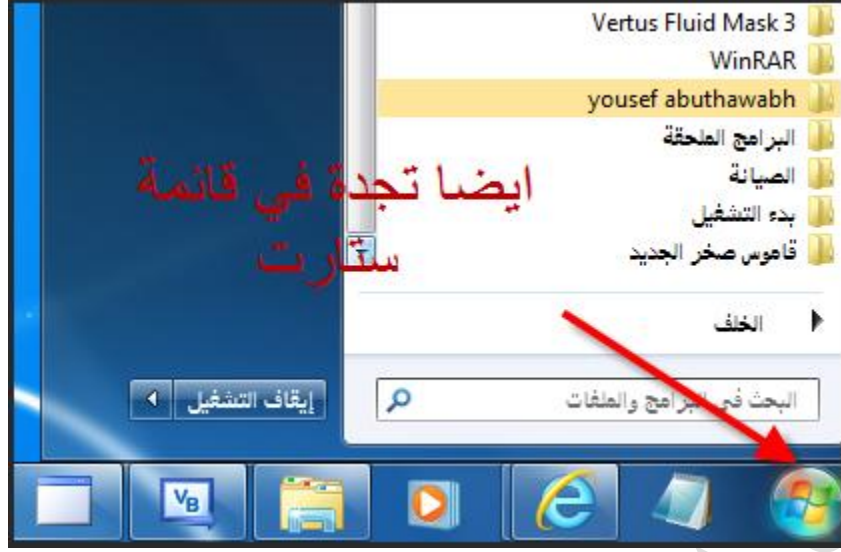 Vertus Fluid Mask 3
WinRAR
yousef abuthawabh
البرامج الملحقة
الصيانة
بدء التشغيل
قاموس صخر الجديد
ايضا تجدة في قائمة
ستارت
الخلف
البحث في البرامج والملفات
إيقاف التشغيل
VB